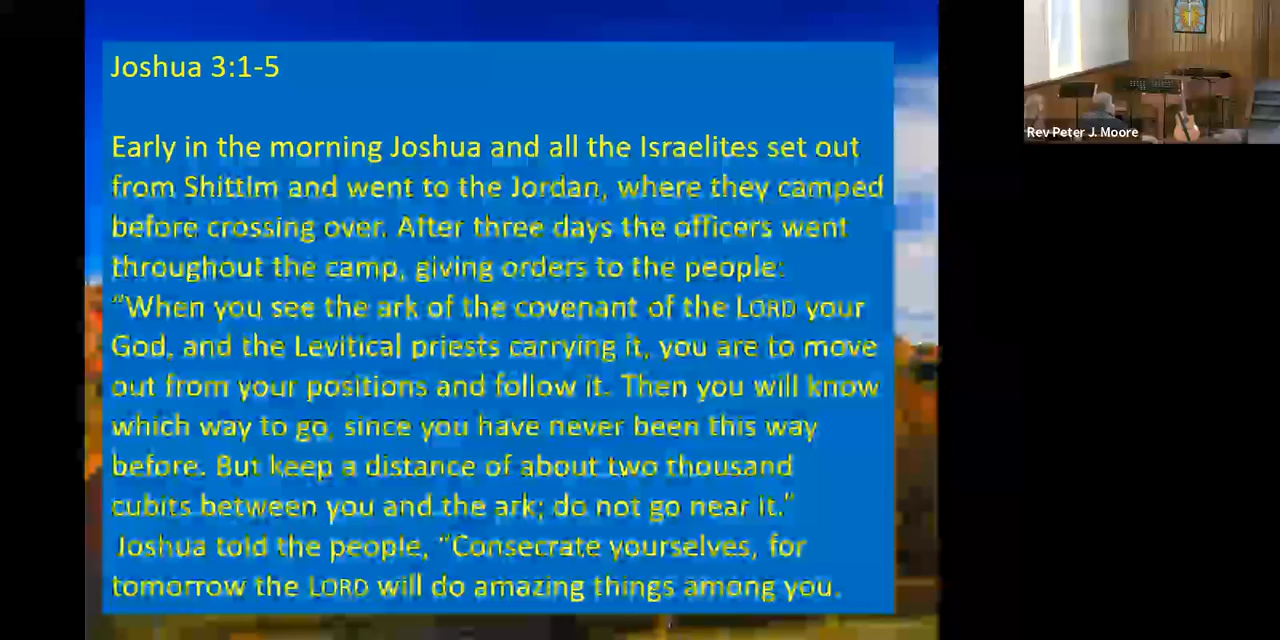 Joshua 3:1-5
Early in the morning Joshua and all the Israelites set out
from Shittim and went to the Jordan, where they camped
before crossing over. After three days the officers went
throughout the camp, giving orders to the people:
“When you see the ark of the covenant of the LORD your
God, and the Levitical priests carrying it, you are to move
out from your positions and follow it. Then you will know
which way to go, since you have never been this way
before. But keep a distance of about two thousand
cubits between you and the ark; do not go near it.”
Joshua told the people, “Consecrate yourselves, for
tomorrow the LORD will do amazing things among you.
Rev Peter J. Moore